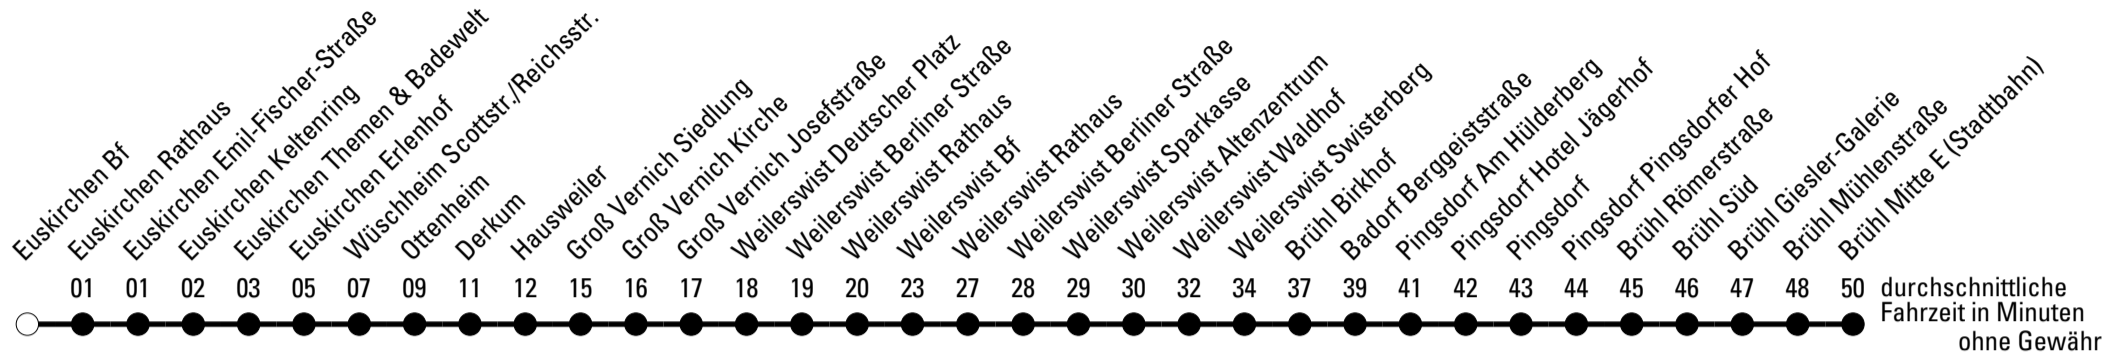 Euskirchen Bf
Euskirchen Rathaus
Euskirchen Emil-Fischer-Straße
Euskirchen Keltenring
Euskirchen Themen & Badewelt
Euskirchen Erlenhof
Wüschheim Scottstr./Reichsstr.
Ottenheim
Derkum
Hausweiler
Groß Vernich Siedlung
Groß Vernich Kirche
Groß Vernich Josefstraße
Weilerswist Deutscher Platz
Weilerswist Berliner Straße
Weilerswist Rathaus
Weilerswist Bf
Weilerswist Rathaus
Weilerswist Berliner Straße
Weilerswist Sparkasse
Weilerswist Altenzentrum
Weilerswist Waldhof
Weilerswist Swisterberg
Brühl Birkhof
Badorf Berggeiststraße
Pingsdorf Am Hülderberg
Pingsdorf Hotel Jägerhof
Pingsdorf
Pingsdorf Pingsdorfer Hof
Brühl Römerstraße
Brühl Süd
Brühl Giesler-Galerie
Brühl Mühlenstraße
Brühl Mitte E (Stadtbahn)
01 01 02 03 05 07 09 11 12 15 16 17 18 19 20 23 27 28 29 30 32 34 37 39 41 42 43 44 45 46 47 48 50
durchschnittliche
Fahrzeit in Minuten
ohne Gewähr